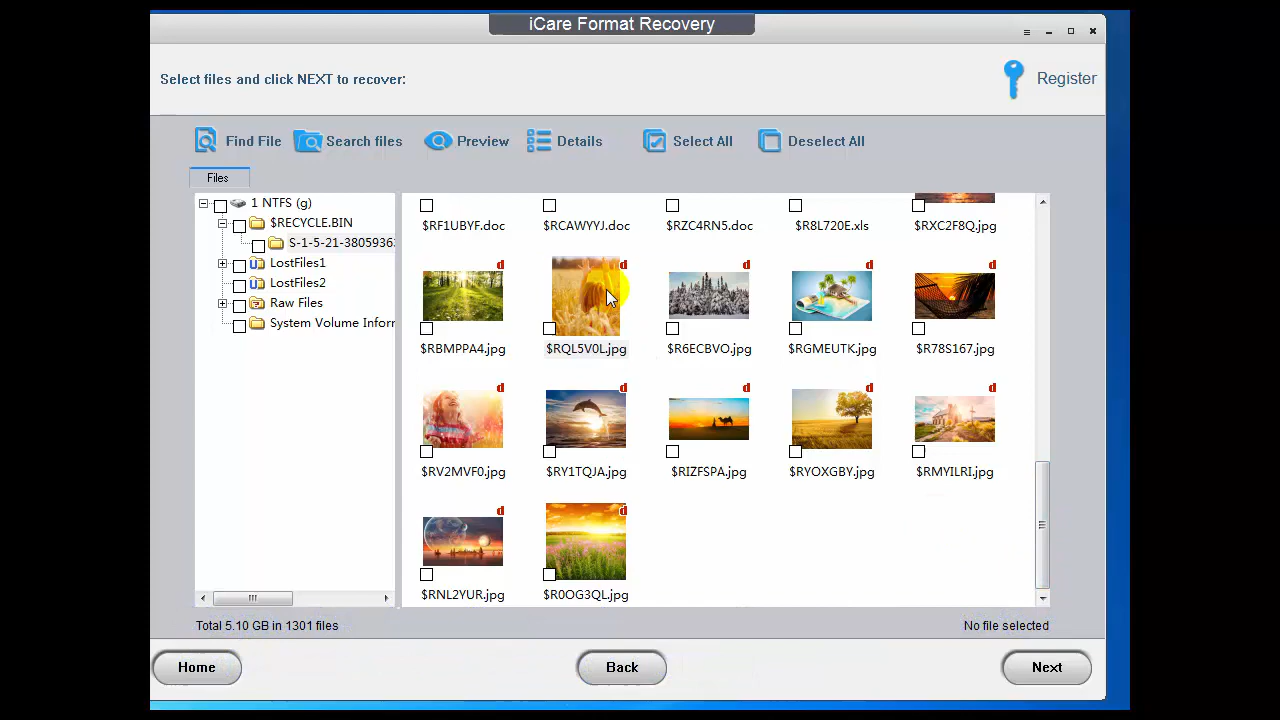 iCare Format Recovery
Select files and click NEXT to recover:
Register
Find File
Search files
Preview
Details
Select All
Deselect All
Files
1 NTFS (g)
$RECYCLE.BIN
S-1-5-21-3805936
LostFiles1
LostFiles2
Raw Files
System Volume Inform
$RF1UBYF.doc
$RCAWYYJ.doc
$RZC4RN5.doc
$R8L720E.xls
$RXC2F8Q.jpg
$RBMPPA4.jpg
$RQL5V0L.jpg
$R6ECBVO.jpg
$RGMEUTK.jpg
$R78S167.jpg
$RV2MVF0.jpg
$RY1TQJA.jpg
$RIZFSPA.jpg
$RYOXGBY.jpg
$RMYILRI.jpg
$RNL2YUR.jpg
$R0OG3QL.jpg
Total 5.10 GB in 1301 files
No file selected
Home
Back
Next